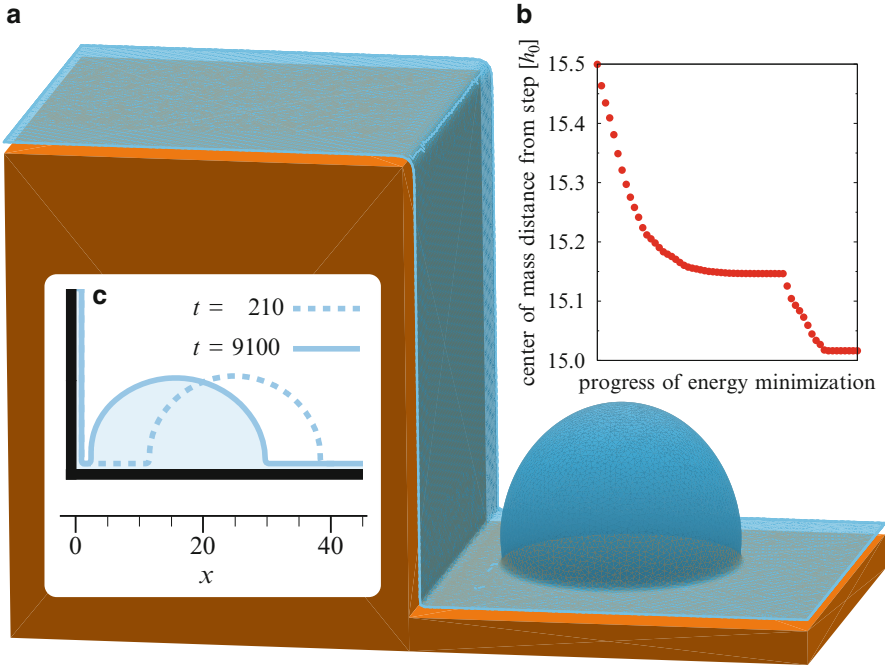 a
b
center of mass distance from step [h₀]
15.5
15.4
15.3
15.2
15.1
15.0
progress of energy minimization
c
t = 210
t = 9100
0 20 40
x